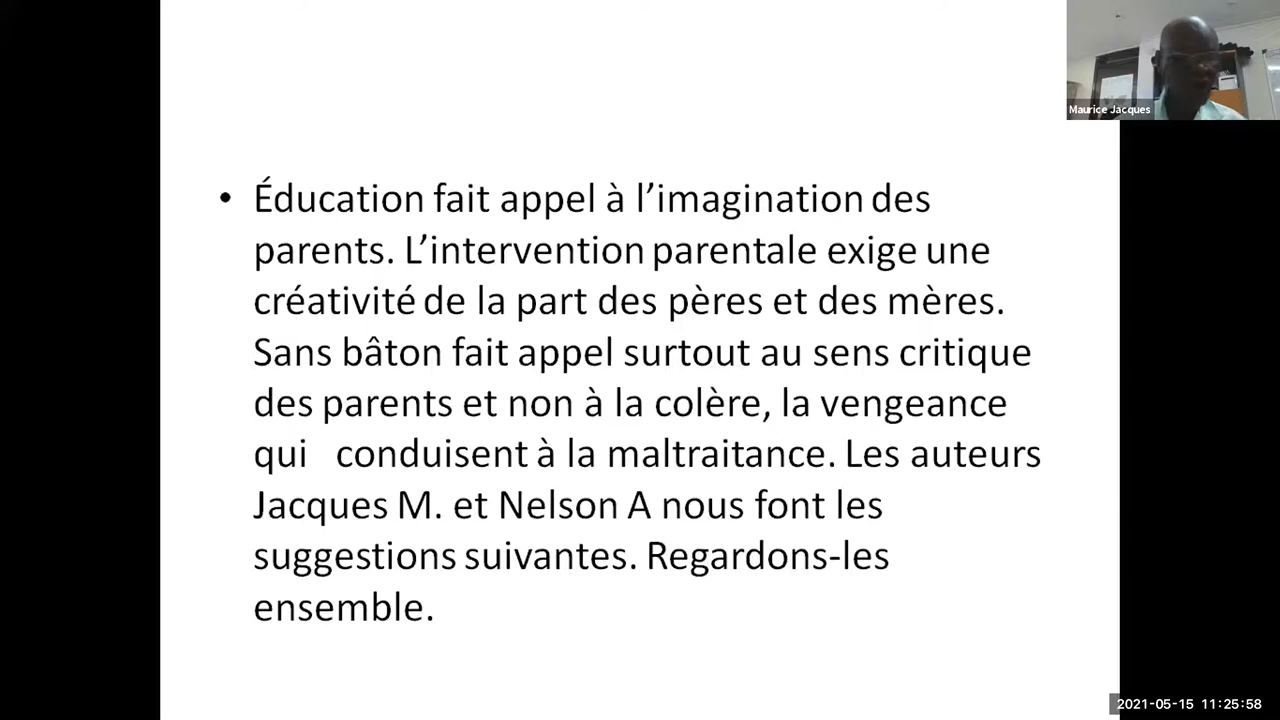 Maurice Jacques
• Éducation fait appel à l’imagination des
parents. L’intervention parentale exige une
créativité de la part des pères et des mères.
Sans bâton fait appel surtout au sens critique
des parents et non à la colère, la vengeance
qui conduisent à la maltraitance. Les auteurs
Jacques M. et Nelson A nous font les
suggestions suivantes. Regardons-les
ensemble.
2021-05-15 11:25:58